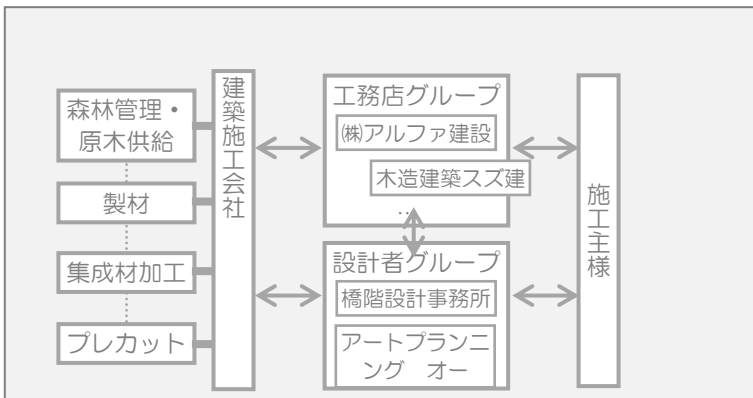 森林管理・
原木供給
製材
集成材加工
プレカット
建築施工会社
工務店グループ
㈱アルファ建設
木造建築スズ建
…
設計者グループ
橋階設計事務所
アートプランニ
ング　オー
施工主様